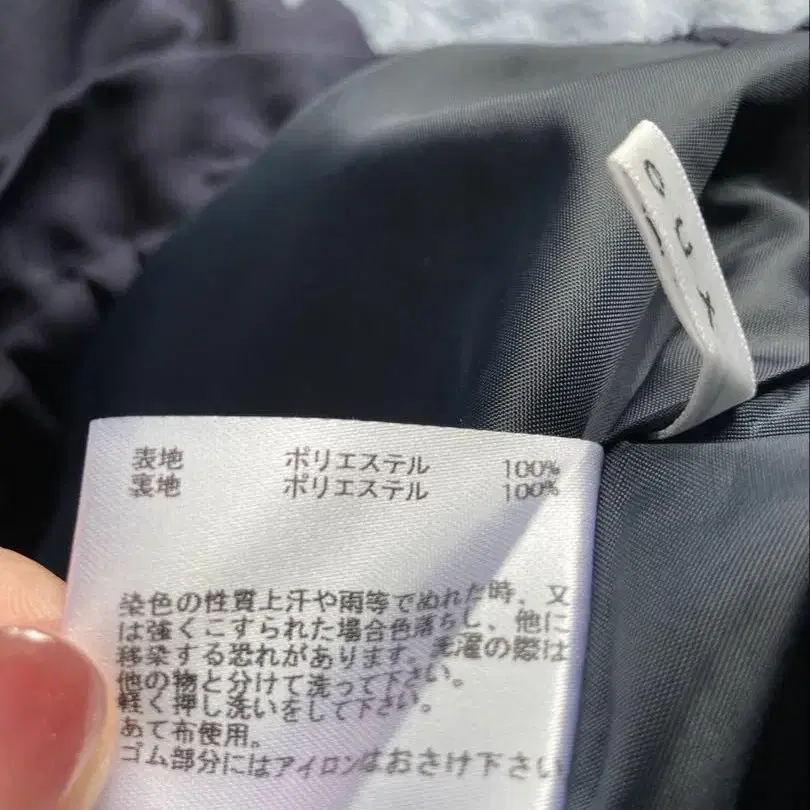 表地 ポリエステル 100%
裏地 ポリエステル 100%
染色の性質上汗や雨等でぬれた時、又
は強くこすられた場合色落ちし、他に
移染する恐れがあります。洗濯の際は
他の物と分けて洗って下さい。
軽く押し洗いをして下さい。
あて布使用。
ゴム部分にはアイロンはおさけ下さい